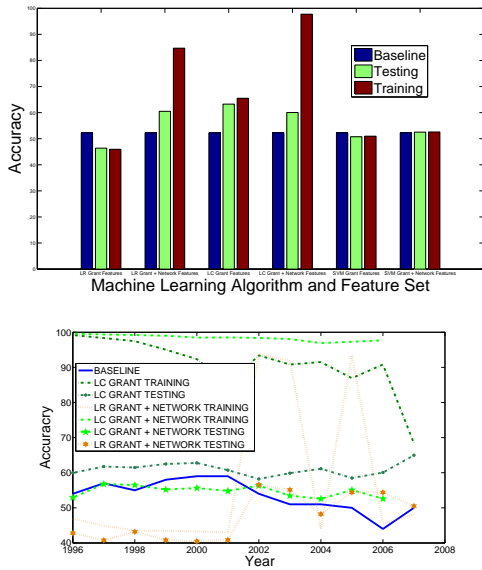 100
90
80
70
60
50
40
30
20
10
0
Accuracy
Baseline
Testing
Training
LR Grant Features
LR Grant + Network Features
LC Grant Features
LC Grant + Network Features
SVM Grant Features
SVM Grant + Network Features
Machine Learning Algorithm and Feature Set
100
90
80
70
60
50
40
Accuracry
BASELINE
LC GRANT TRAINING
LC GRANT TESTING
LR GRANT + NETWORK TRAINING
LC GRANT + NETWORK TRAINING
LC GRANT + NETWORK TESTING
LR GRANT + NETWORK TESTING
1996
1998
2000
2002
2004
2006
2008
Year